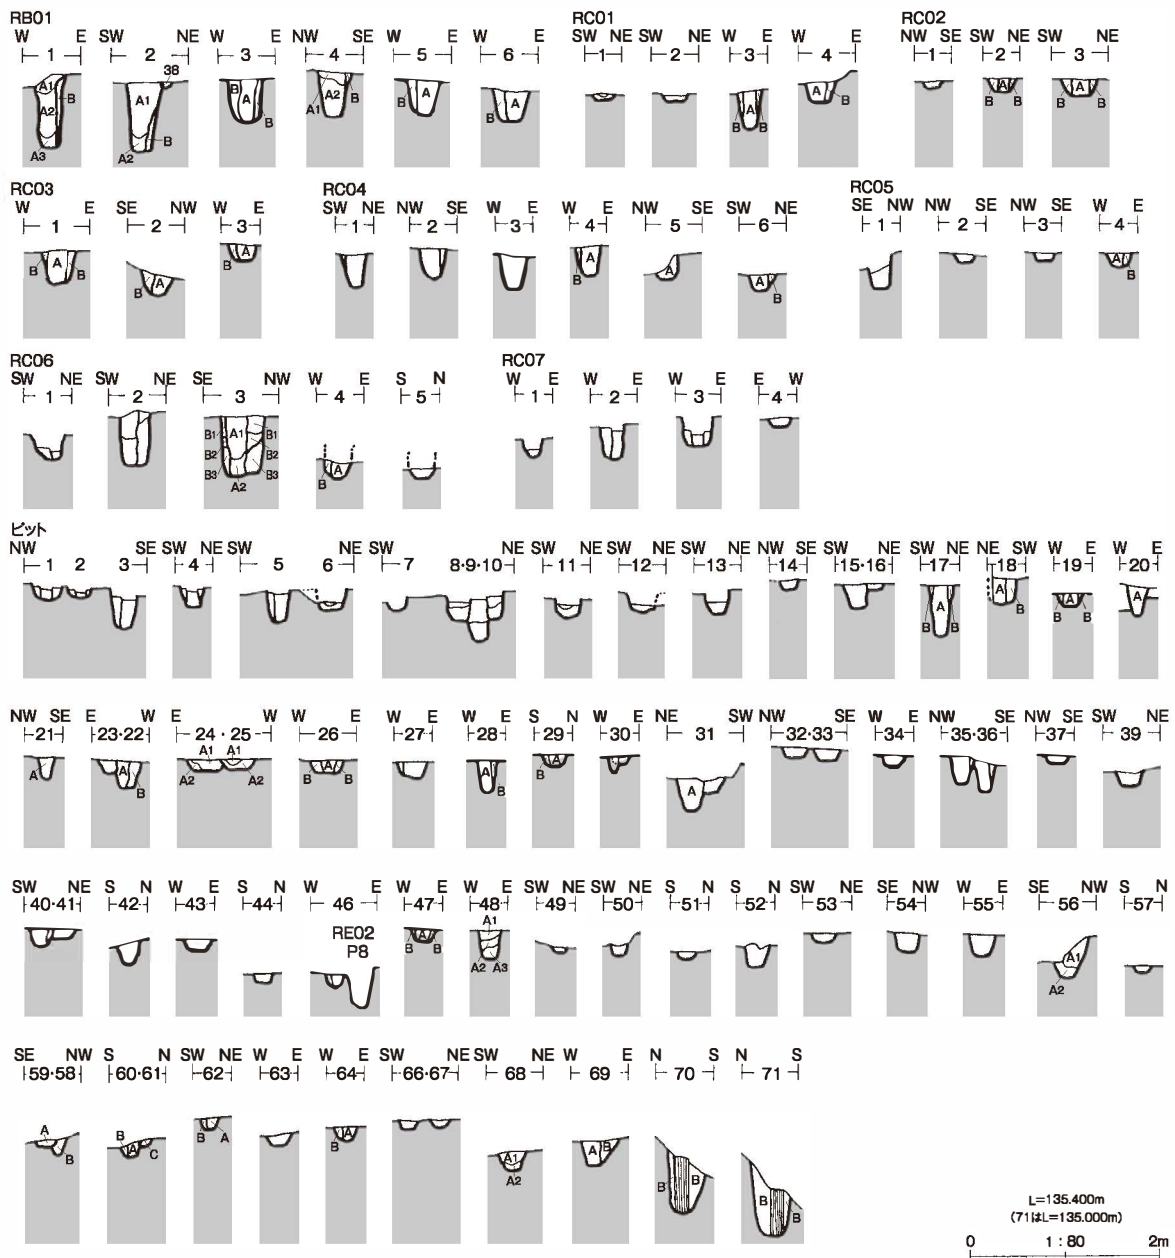 RB01 RC01 RC02
W E SW NE W E NW SE W E W E SW NE SW NE W E W E NW SE SW NE SW NE
1 2 3 4 5 6 1 2 3 4 1 2 3
38
A1 A2 A3 B A1 A2 B B A B A1 A2 B B A A B B A B A B B A B B A B
RC03 RC04 RC05
W E SE NW W E SW NE NW SE W E W E NW SE SW NE SE NW NW SE NW SE W E
1 2 3 1 2 3 4 5 6 1 2 3 4
B A B B A B A B A A A B A B
RC06 RC07
SW NE SW NE SE NW W E S N W E W E W E E W
1 2 3 4 5 1 2 3 4
B1 A1 B1
B2 B2
B3 B3
A2
B A
ピット
NW SE SW NE SW NE SW NE SW NE SW NE SW NE NW SE SW NE SW NE NE SW W E W E
1 2 3 4 5 6 7 8・9・10 11 12 13 14 15・16 17 18 19 20
A B B A B B A B A
NW SE E W E W W E W E W E S N W E NE SW NW SE W E NW SE NW SE SW NE
21 23・22 24・25 26 27 28 29 30 31 32・33 34 35・36 37 39
A A B A1 A1 A2 A2 B A B A B B A A
SW NE S N W E S N W E W E W E SW NE SW NE S N S N SW NE SE NW W E SE NW S N
40・41 42 43 44 46 47 48 49 50 51 52 53 54 55 56 57
RE02
P8
B A B A1 A2 A3 A1 A2
SE NW S N SW NE W E W E SW NE SW NE W E N S N S
59・58 60・61 62 63 64 66・67 68 69 70 71
A B B A C B A B A A1 A2 A B B B B B
L=135.400m
(71はL=135.000m)
0 1:80 2m